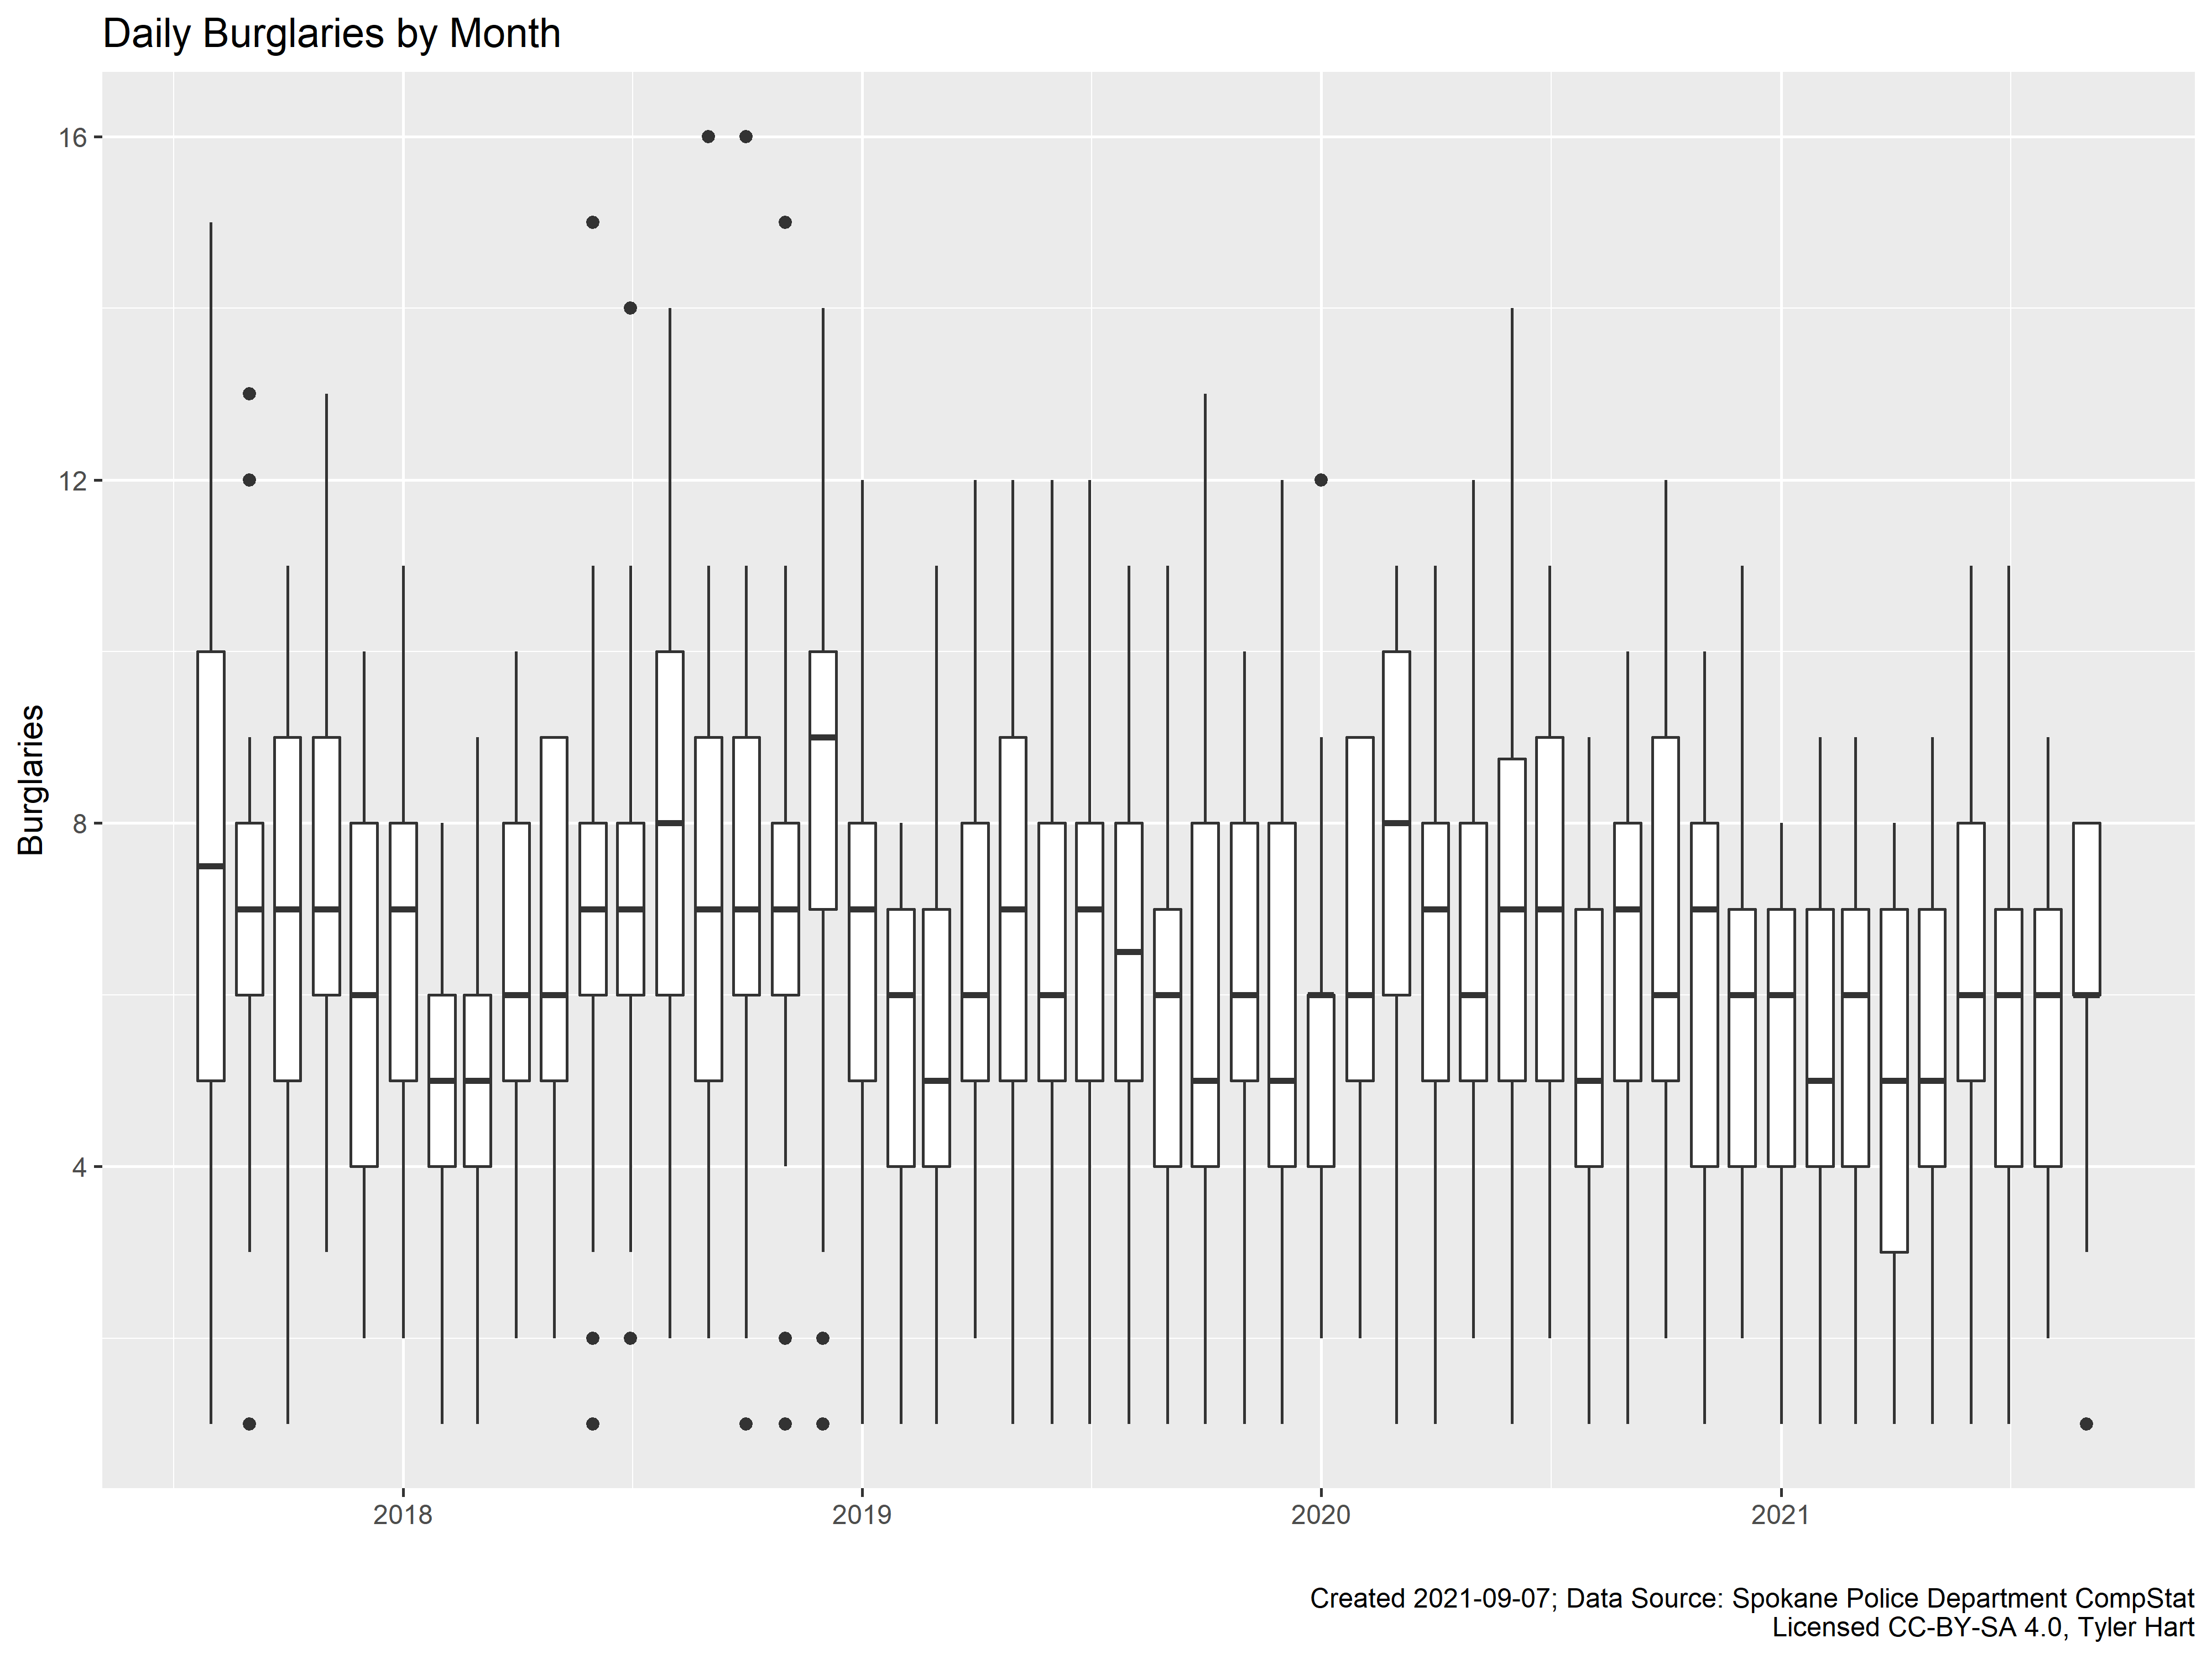 Daily Burglaries by Month
16
12
8
4
Burglaries
2018 2019 2020 2021
Created 2021-09-07; Data Source: Spokane Police Department CompStat
Licensed CC-BY-SA 4.0, Tyler Hart